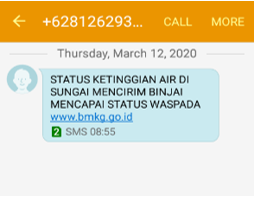 +628126293... CALL MORE
Thursday, March 12, 2020
STATUS KETINGGIAN AIR DI
SUNGAI MENCIRIM BINJAI
MENCAPAI STATUS WASPADA
www.bmkg.go.id
2 SMS 08:55